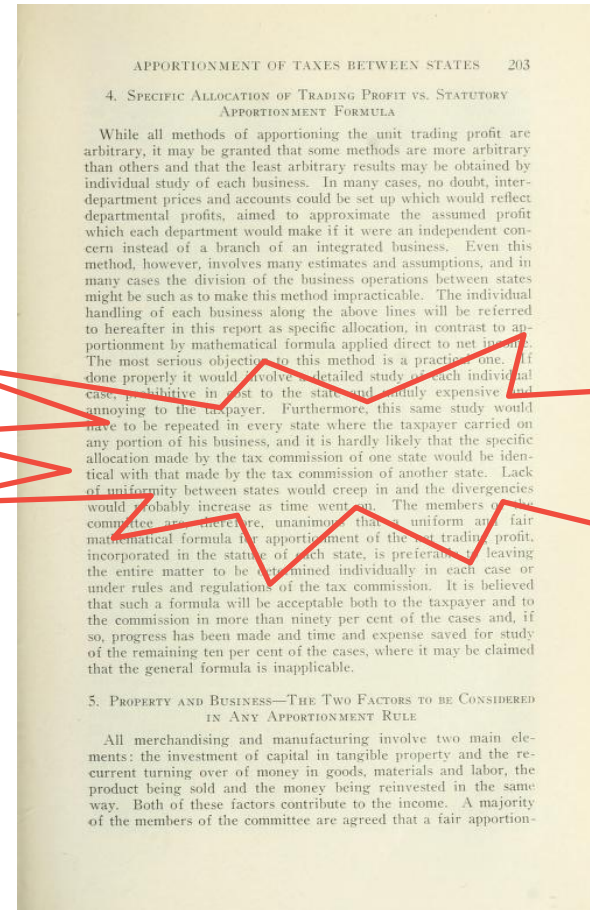 APPORTIONMENT OF TAXES BETWEEN STATES 203
4. Specific Allocation of Trading Profit vs. Statutory
Apportionment Formula
While all methods of apportioning the unit trading profit are
arbitrary, it may be granted that some methods are more arbitrary
than others and that the least arbitrary results may be obtained by
individual study of each business. In many cases, no doubt, inter-
department prices and accounts could be set up which would reflect
departmental profits, aimed to approximate the assumed profit
which each department would make if it were an independent con-
cern instead of a branch of an integrated business. Even this
method, however, involves many estimates and assumptions, and in
many cases the division of the business operations between states
might be such as to make this method impracticable. The individual
handling of each business along the above lines will be referred
to hereafter in this report as specific allocation, in contrast to ap-
portionment by mathematical formula applied direct to net income.
The most serious objection to this method is a practical one. If
done properly it would involve a detailed study of each individual
case, prohibitive in cost to the state and unduly expensive and
annoying to the taxpayer. Furthermore, this same study would
have to be repeated in every state where the taxpayer carried on
any portion of his business, and it is hardly likely that the specific
allocation made by the tax commission of one state would be iden-
tical with that made by the tax commission of another state. Lack
of uniformity between states would creep in and the divergencies
would probably increase as time went on. The members of the
committee are, therefore, unanimous that a uniform and fair
mathematical formula for apportionment of the net trading profit,
incorporated in the statute of each state, is preferable to leaving
the entire matter to be determined individually in each case or
under rules and regulations of the tax commission. It is believed
that such a formula will be acceptable both to the taxpayer and to
the commission in more than ninety per cent of the cases and, if
so, progress has been made and time and expense saved for study
of the remaining ten per cent of the cases, where it may be claimed
that the general formula is inapplicable.
5. Property and Business—The Two Factors to be Considered
in Any Apportionment Rule
All merchandising and manufacturing involve two main ele-
ments: the investment of capital in tangible property and the re-
current turning over of money in goods, materials and labor, the
product being sold and the money being reinvested in the same
way. Both of these factors contribute to the income. A majority
of the members of the committee are agreed that a fair apportion-